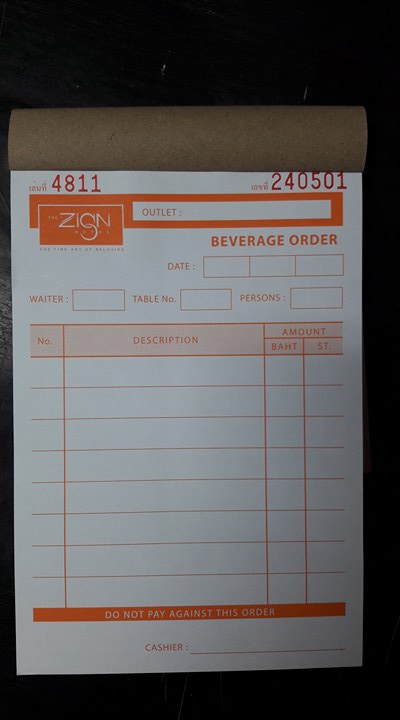 เล่มที่ 4811 เลขที่ 240501
THE ZIGN HOTEL
THE FINE ART OF RELAXING
OUTLET :
BEVERAGE ORDER
DATE :
WAITER : TABLE No. PERSONS :
No. DESCRIPTION AMOUNT
BAHT ST.
DO NOT PAY AGAINST THIS ORDER
CASHIER :